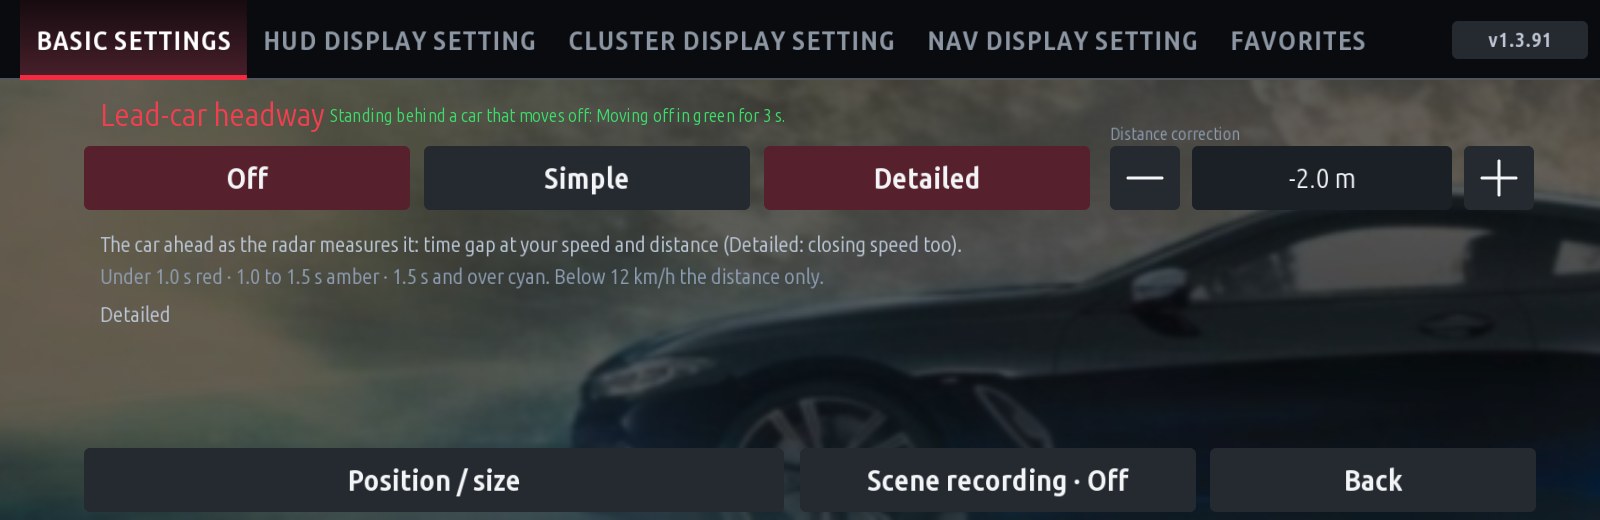 BASIC SETTINGS HUD DISPLAY SETTING CLUSTER DISPLAY SETTING NAV DISPLAY SETTING FAVORITES v1.3.91
Lead-car headway Standing behind a car that moves off: Moving off in green for 3 s.
Distance correction
Off Simple Detailed — -2.0 m +
The car ahead as the radar measures it: time gap at your speed and distance (Detailed: closing speed too).
Under 1.0 s red · 1.0 to 1.5 s amber · 1.5 s and over cyan. Below 12 km/h the distance only.
Detailed
Position / size Scene recording · Off Back